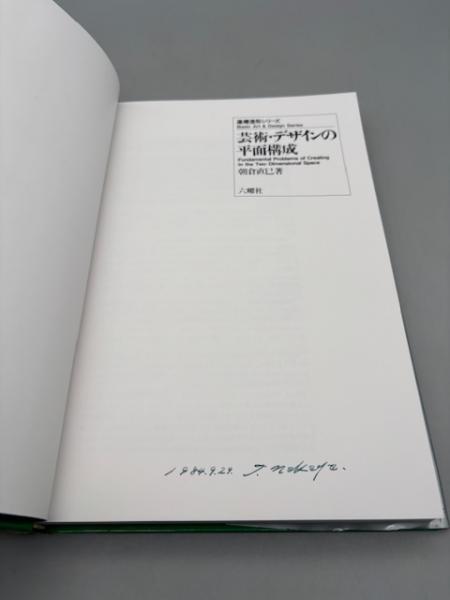 基礎造形シリーズ
Basic Art & Design Series
芸術・デザインの
平面構成
Fundamental Problems of Creating
in the Two Dimensional Space
朝倉直巳著
六耀社
1984.9.29. T. Nakaya.